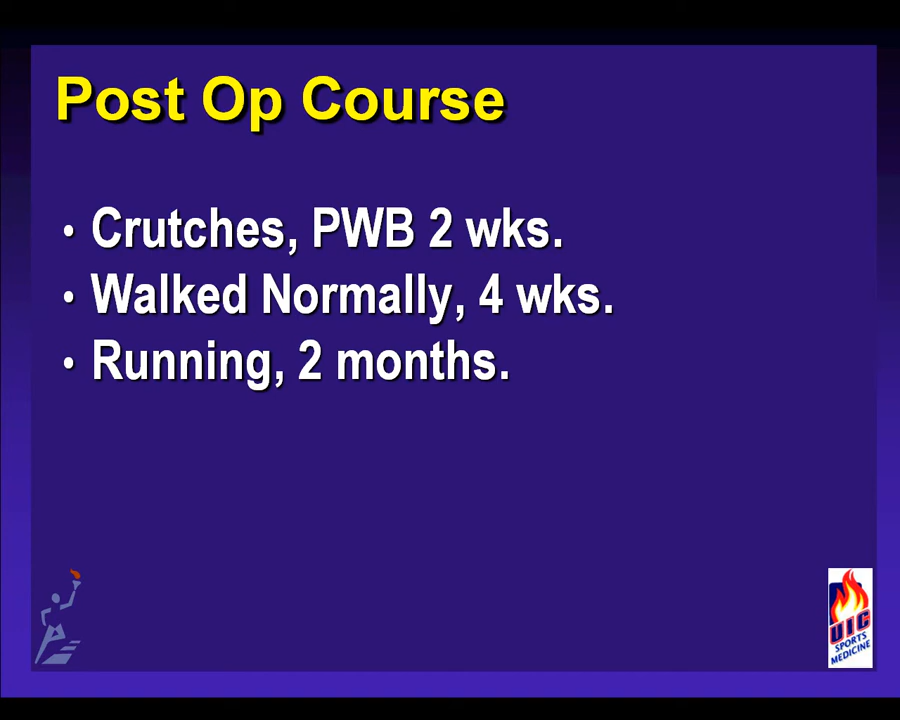 Post Op Course
• Crutches, PWB 2 wks.
• Walked Normally, 4 wks.
• Running, 2 months.
UIC
SPORTS
MEDICINE